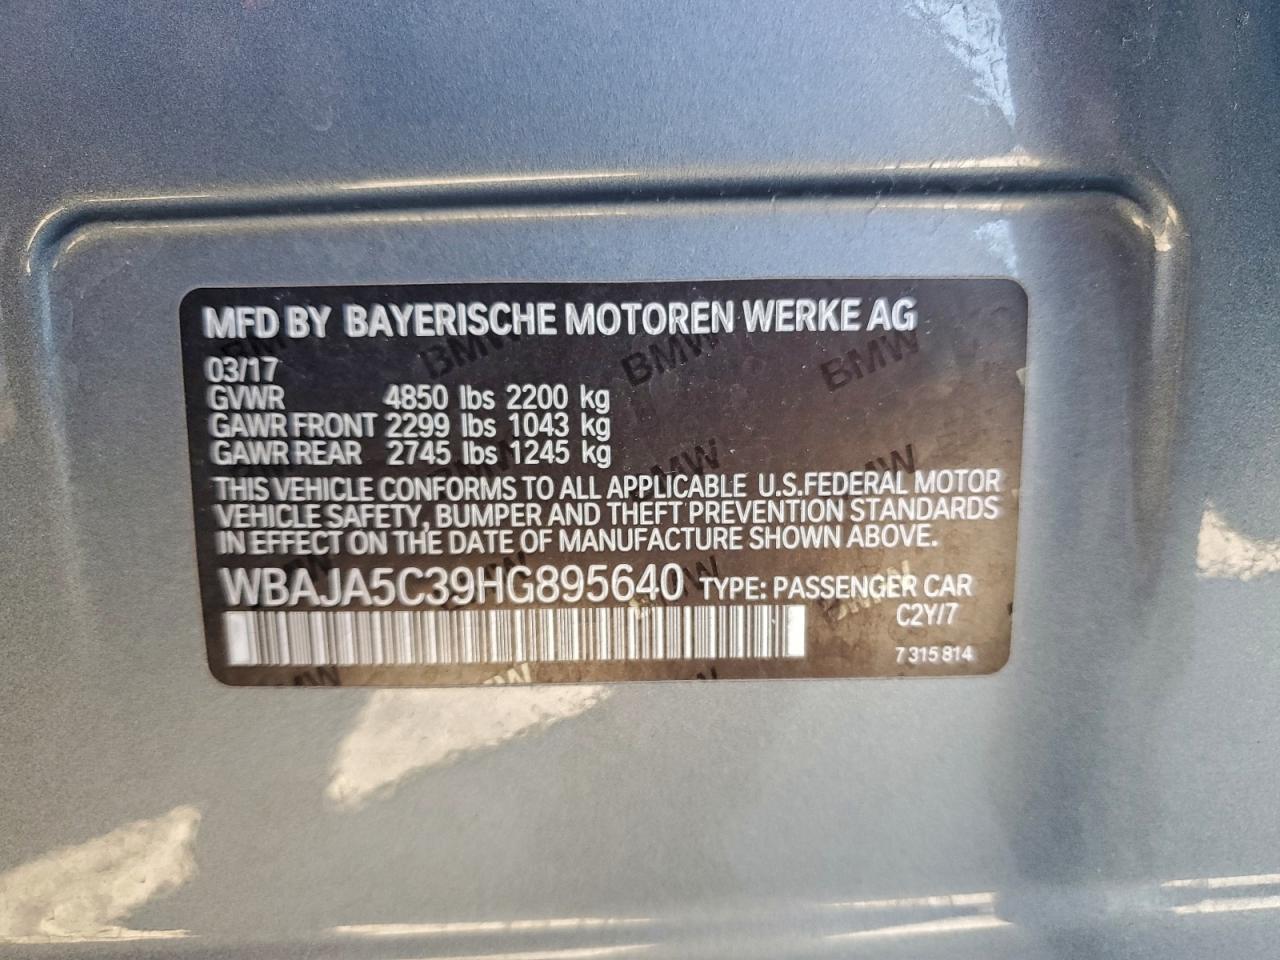 MFD BY BAYERISCHE MOTOREN WERKE AG
03/17
GVWR 4850 lbs 2200 kg
GAWR FRONT 2299 lbs 1043 kg
GAWR REAR 2745 lbs 1245 kg
THIS VEHICLE CONFORMS TO ALL APPLICABLE U.S.FEDERAL MOTOR
VEHICLE SAFETY, BUMPER AND THEFT PREVENTION STANDARDS
IN EFFECT ON THE DATE OF MANUFACTURE SHOWN ABOVE.
WBAJA5C39HG895640 TYPE: PASSENGER CAR
C2Y/7
7 315 814